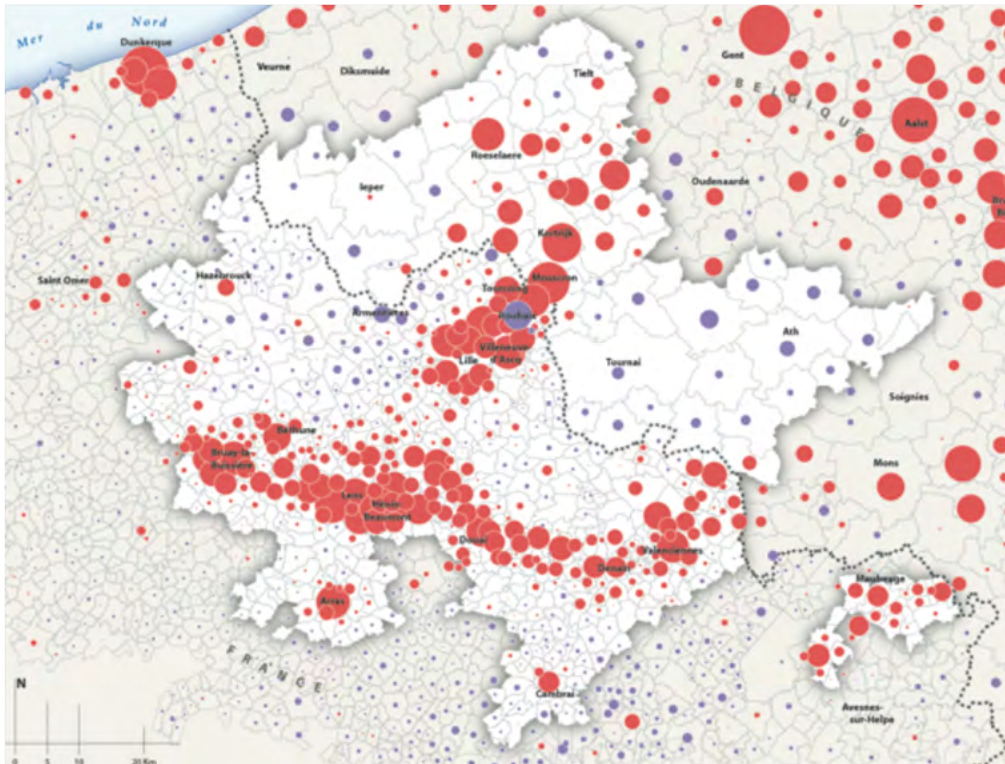 Mer du Nord
Dunkerque
Veurne
Diksmuide
Tielt
Gent
BELGIQUE
Aalst
Roeselaere
Ieper
Oudenaarde
Kortrijk
Saint Omer
Hazebrouck
Mouscron
Tourcoing
Armentières
Roubaix
Ath
Villeneuve
d'Ascq
Lille
Tournai
Soignies
Béthune
Bruay-la-
Buissière
Mons
Lens
Hénin-
Beaumont
Douai
Valenciennes
Denain
Maubeuge
Arras
FRANCE
N
Cambrai
Avesnes-
sur-Helpe
0 5 10 20 Km